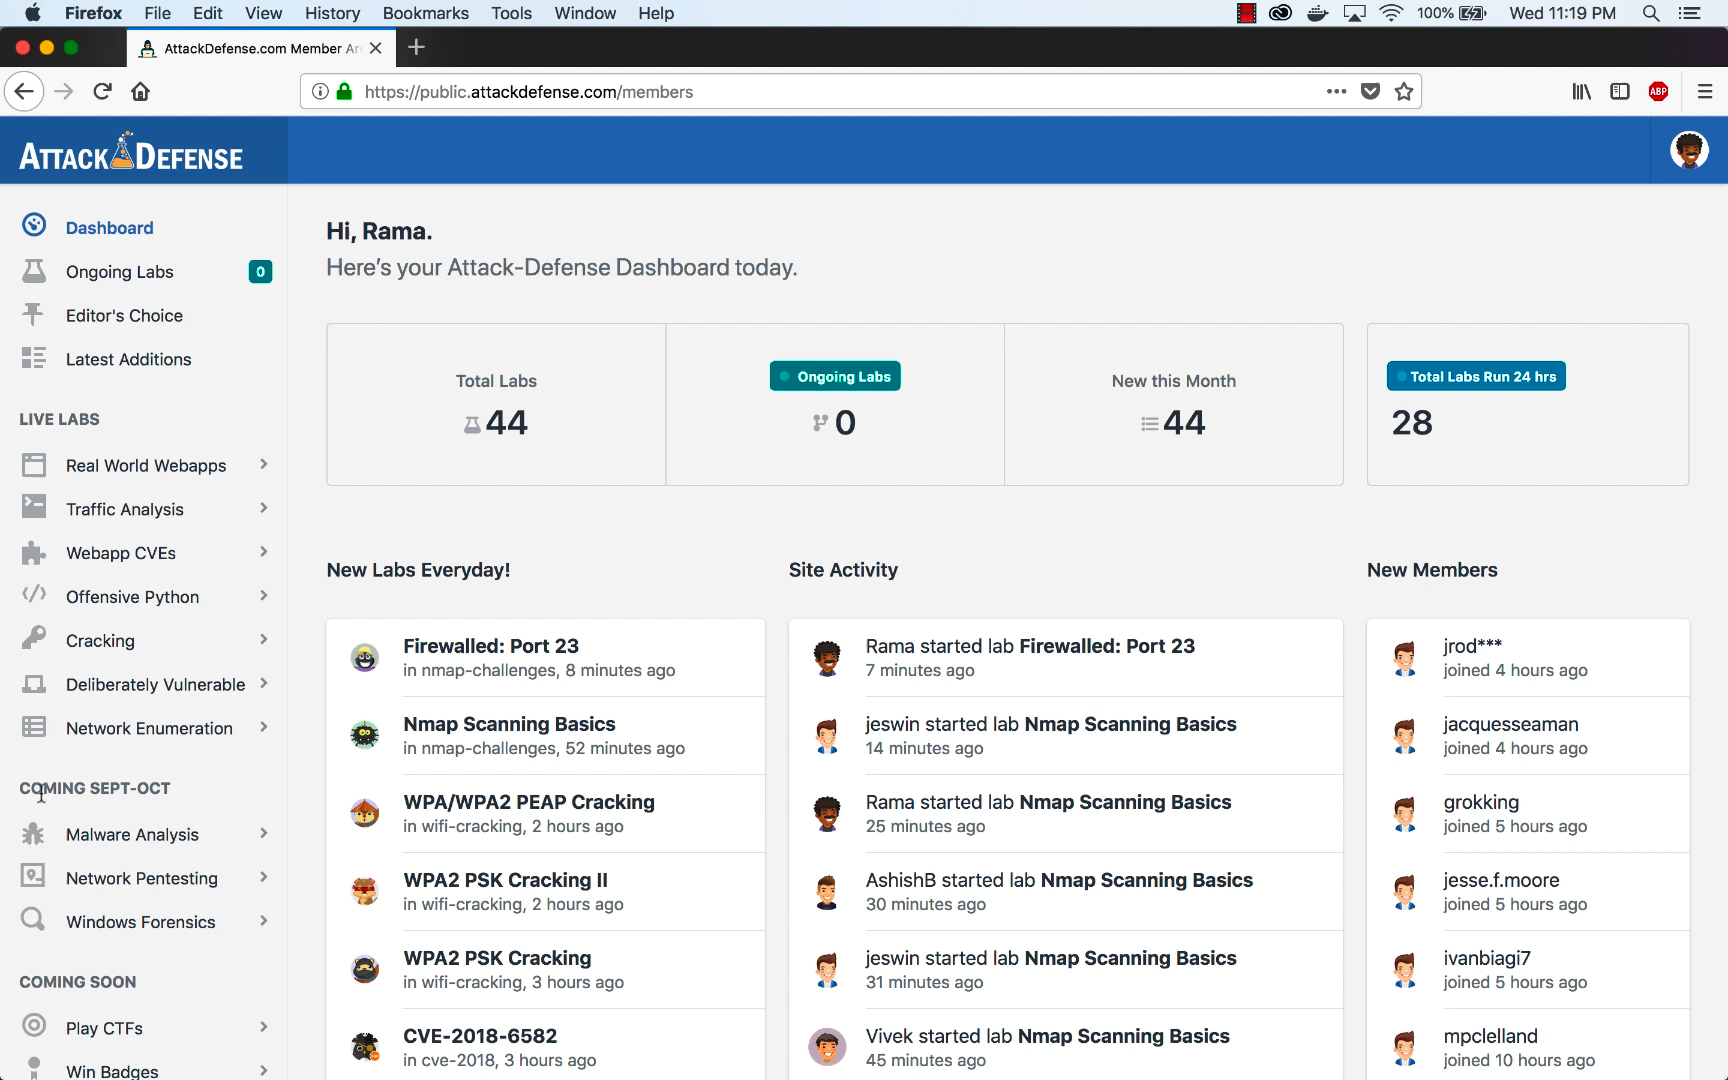 Firefox File Edit View History Bookmarks Tools Window Help 100% Wed 11:19 PM
AttackDefense.com Member Ar
https://public.attackdefense.com/members
ABP
ATTACK DEFENSE
Dashboard
Ongoing Labs 0
Editor's Choice
Latest Additions
LIVE LABS
Real World Webapps
Traffic Analysis
Webapp CVEs
Offensive Python
Cracking
Deliberately Vulnerable
Network Enumeration
COMING SEPT-OCT
Malware Analysis
Network Pentesting
Windows Forensics
COMING SOON
Play CTFs
Win Badges
Hi, Rama.
Here's your Attack-Defense Dashboard today.
Total Labs
44
Ongoing Labs
0
New this Month
44
Total Labs Run 24 hrs
28
New Labs Everyday!
Firewalled: Port 23
in nmap-challenges, 8 minutes ago
Nmap Scanning Basics
in nmap-challenges, 52 minutes ago
WPA/WPA2 PEAP Cracking
in wifi-cracking, 2 hours ago
WPA2 PSK Cracking II
in wifi-cracking, 2 hours ago
WPA2 PSK Cracking
in wifi-cracking, 3 hours ago
CVE-2018-6582
in cve-2018, 3 hours ago
Site Activity
Rama started lab Firewalled: Port 23
7 minutes ago
jeswin started lab Nmap Scanning Basics
14 minutes ago
Rama started lab Nmap Scanning Basics
25 minutes ago
AshishB started lab Nmap Scanning Basics
30 minutes ago
jeswin started lab Nmap Scanning Basics
31 minutes ago
Vivek started lab Nmap Scanning Basics
45 minutes ago
New Members
jrod***
joined 4 hours ago
jacquesseaman
joined 4 hours ago
grokking
joined 5 hours ago
jesse.f.moore
joined 5 hours ago
ivanbiagi7
joined 5 hours ago
mpclelland
joined 10 hours ago